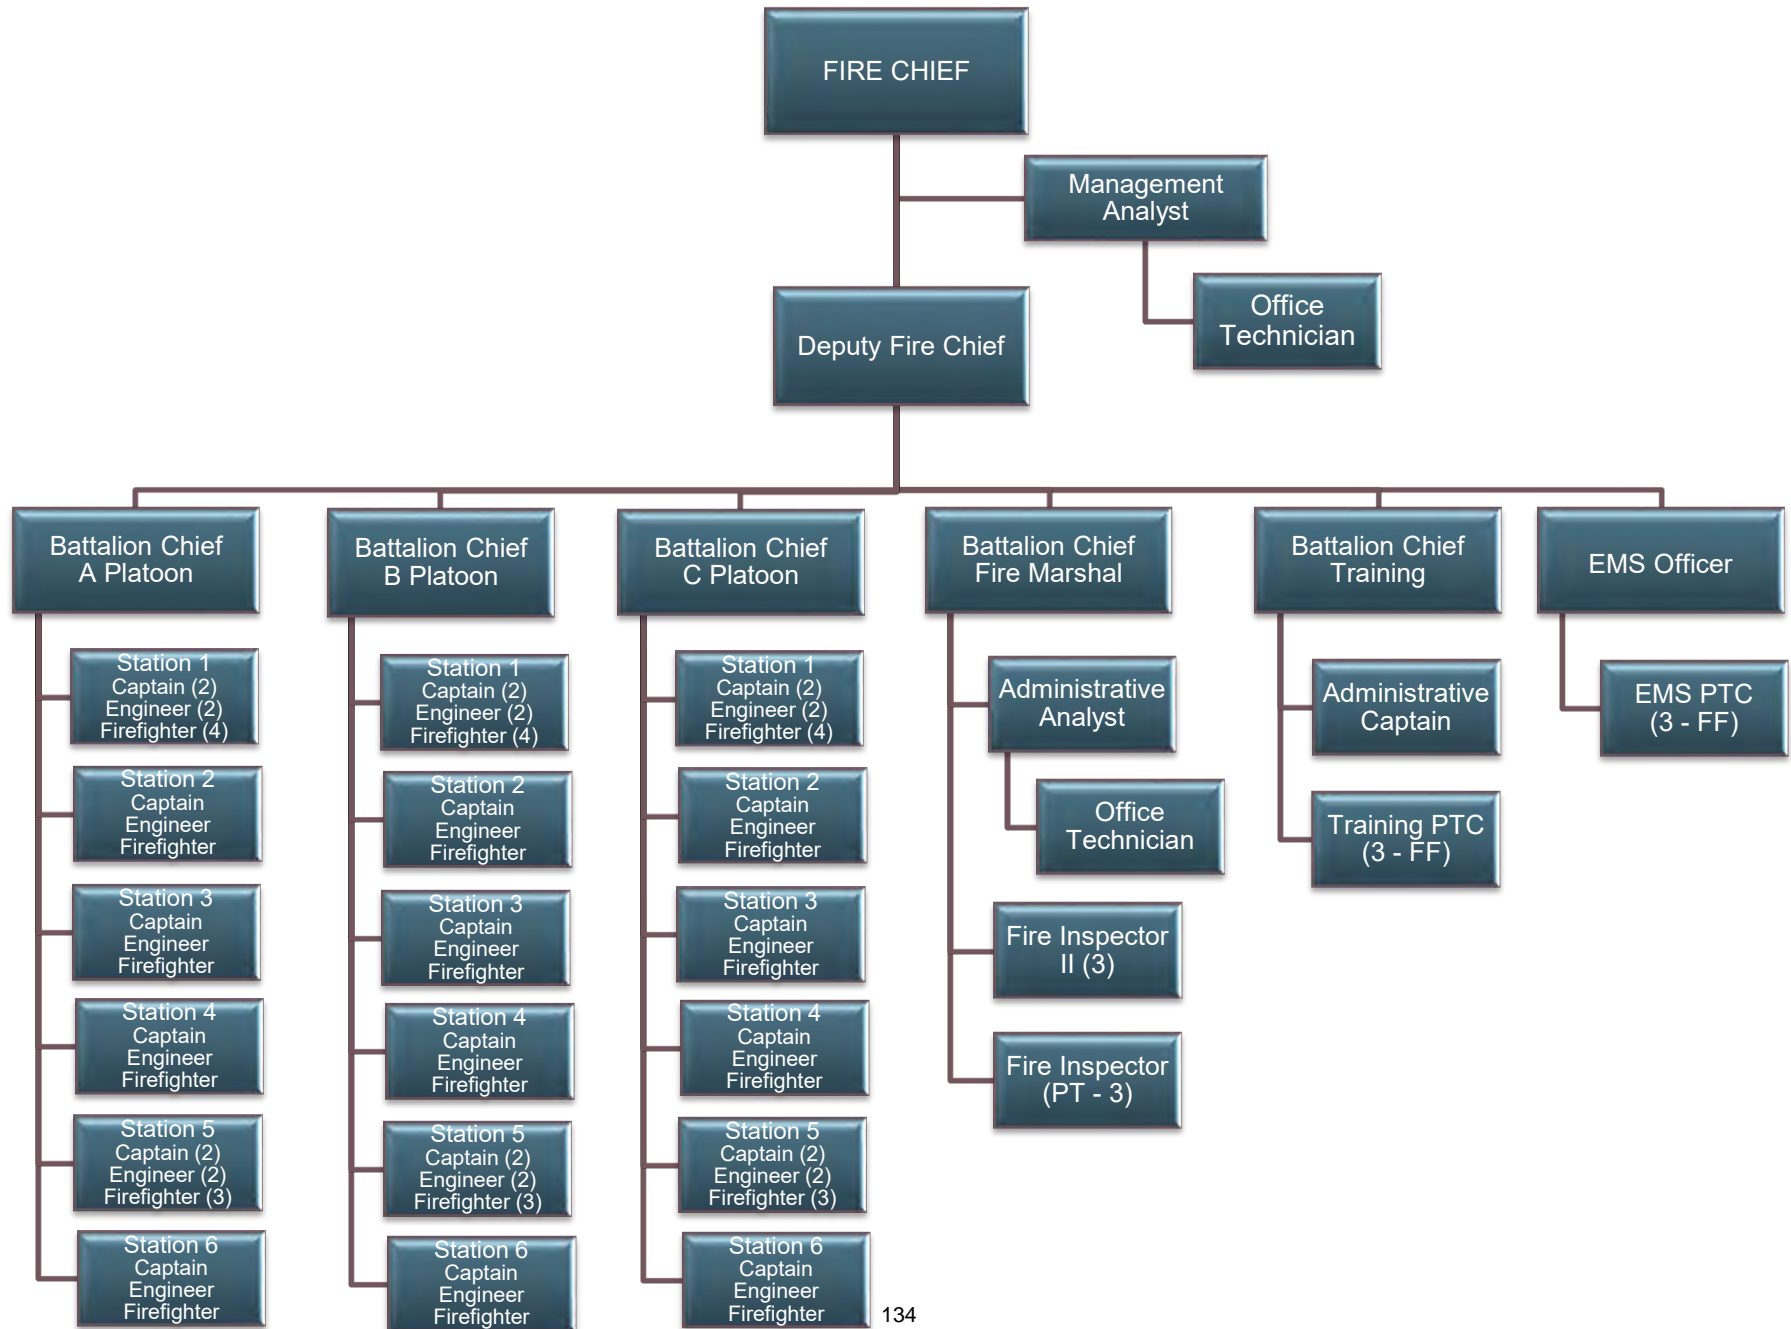 FIRE CHIEF
Management
Analyst
Office
Technician
Deputy Fire Chief
Battalion Chief
A Platoon
Station 1
Captain (2)
Engineer (2)
Firefighter (4)
Station 2
Captain
Engineer
Firefighter
Station 3
Captain
Engineer
Firefighter
Station 4
Captain
Engineer
Firefighter
Station 5
Captain (2)
Engineer (2)
Firefighter (3)
Station 6
Captain
Engineer
Firefighter
Battalion Chief
B Platoon
Station 1
Captain (2)
Engineer (2)
Firefighter (4)
Station 2
Captain
Engineer
Firefighter
Station 3
Captain
Engineer
Firefighter
Station 4
Captain
Engineer
Firefighter
Station 5
Captain (2)
Engineer (2)
Firefighter (3)
Station 6
Captain
Engineer
Firefighter
Battalion Chief
C Platoon
Station 1
Captain (2)
Engineer (2)
Firefighter (4)
Station 2
Captain
Engineer
Firefighter
Station 3
Captain
Engineer
Firefighter
Station 4
Captain
Engineer
Firefighter
Station 5
Captain (2)
Engineer (2)
Firefighter (3)
Station 6
Captain
Engineer
Firefighter
Battalion Chief
Fire Marshal
Administrative
Analyst
Office
Technician
Fire Inspector
II (3)
Fire Inspector
(PT - 3)
Battalion Chief
Training
Administrative
Captain
Training PTC
(3 - FF)
EMS Officer
EMS PTC
(3 - FF)
134